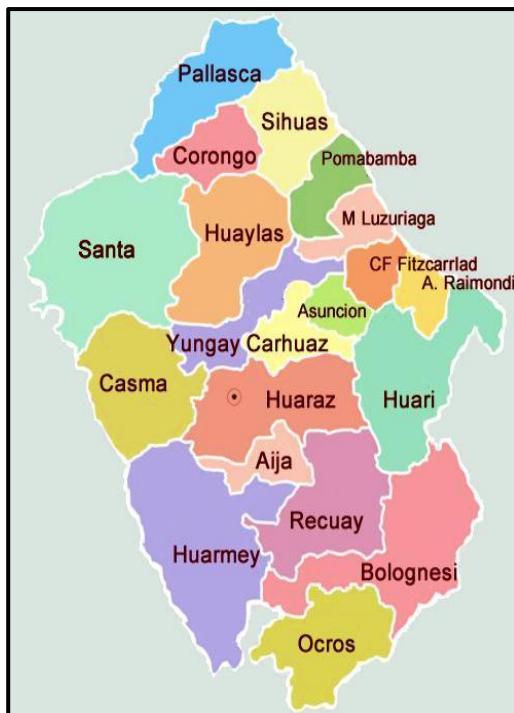 Pallasca
Sihuas
Corongo
Pomabamba
M Luzuriaga
Santa
Huaylas
CF Fitzcarrlad
A. Raimondi
Asuncion
Yungay
Carhuaz
Casma
Huari
Huaraz
Aija
Recuay
Huarmey
Bolognesi
Ocros